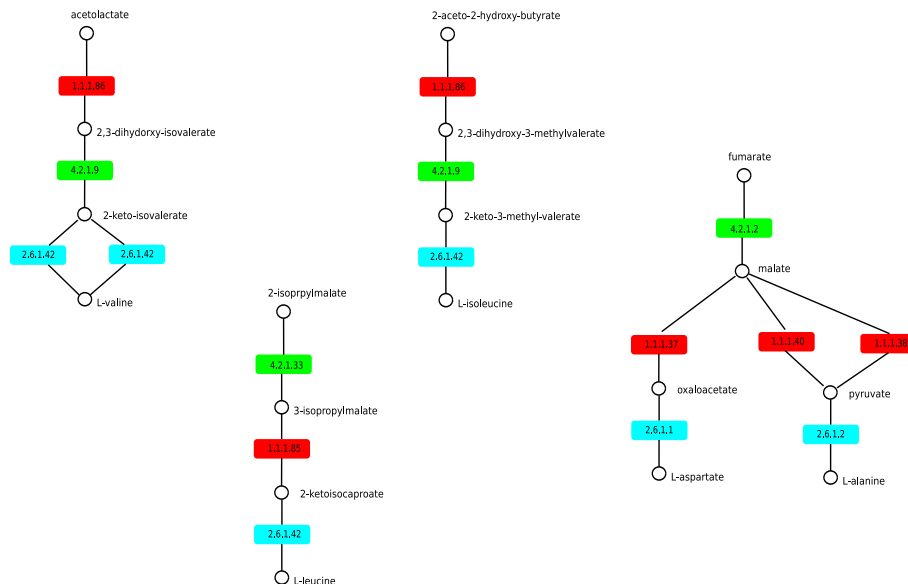 acetolactate
1,1,1,86
2,3-dihydorxy-isovalerate
4,2,1,9
2-keto-isovalerate
2,6,1,42
2,6,1,42
L-valine
2-aceto-2-hydroxy-butyrate
1,1,1,86
2,3-dihydroxy-3-methylvalerate
4,2,1,9
2-keto-3-methyl-valerate
2,6,1,42
L-isoleucine
2-isoprpylmalate
4,2,1,33
3-isopropylmalate
1,1,1,85
2-ketoisocaproate
2,6,1,42
L-leucine
fumarate
4,2,1,2
malate
1,1,1,37
1,1,1,40
1,1,1,38
oxaloacetate
pyruvate
2,6,1,1
2,6,1,2
L-aspartate
L-alanine